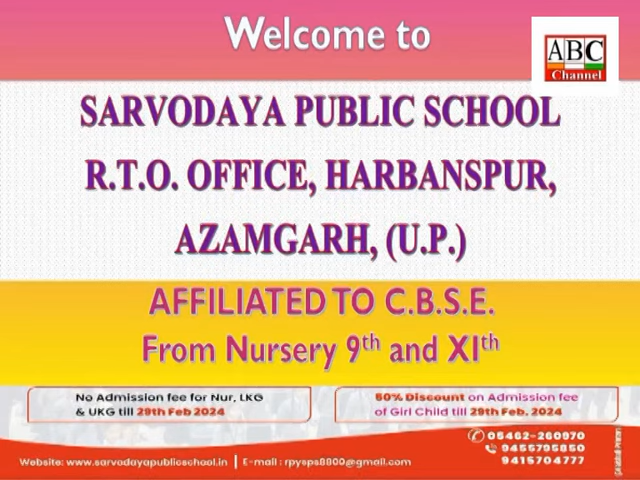 Welcome to
ABC
Channel
SARVODAYA PUBLIC SCHOOL
R.T.O. OFFICE, HARBANSPUR,
AZAMGARH, (U.P.)
AFFILIATED TO C.B.S.E.
From Nursery 9th and XIth
No Admission fee for Nur, LKG
& UKG till 29th Feb 2024
50% Discount on Admission fee
of Girl Child till 29th Feb, 2024
05462-260970
9455795850
9415704777
Website: www.sarvodayapublicschool.in | E-mail : rpysps8800@gmail.com